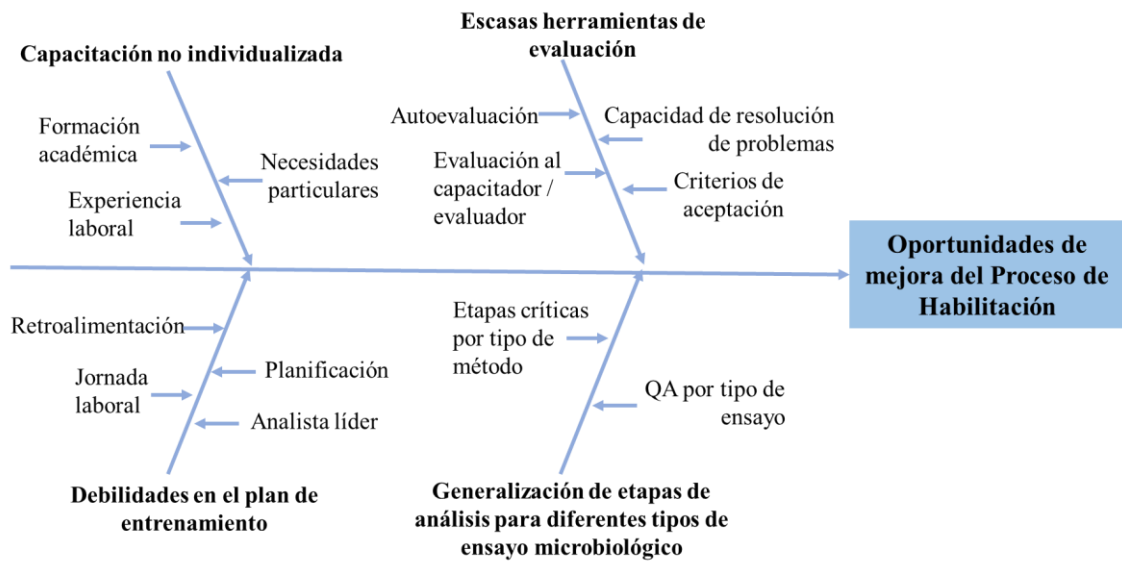 Capacitación no individualizada
Formación
académica
Necesidades
particulares
Experiencia
laboral
Escasas herramientas de
evaluación
Autoevaluación
Capacidad de resolución
de problemas
Evaluación al
capacitador /
evaluador
Criterios de
aceptación
Oportunidades de
mejora del Proceso de
Habilitación
Retroalimentación
Planificación
Jornada
laboral
Analista líder
Debilidades en el plan de
entrenamiento
Etapas críticas
por tipo de
método
QA por tipo de
ensayo
Generalización de etapas de
análisis para diferentes tipos de
ensayo microbiológico